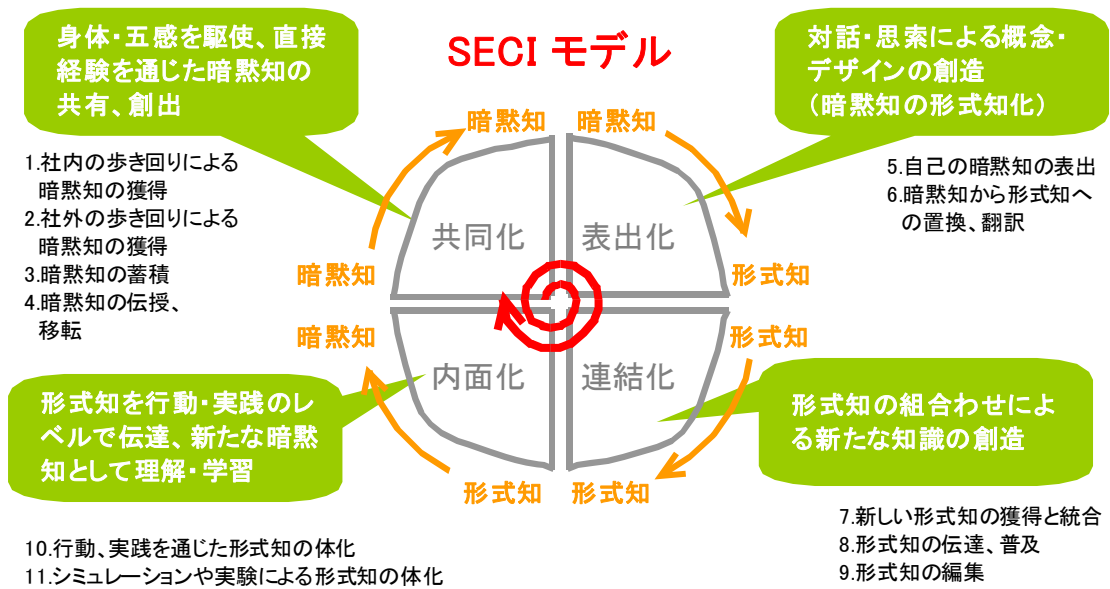 SECI モデル
身体・五感を駆使、直接
経験を通じた暗黙知の
共有、創出
対話・思索による概念・
デザインの創造
（暗黙知の形式知化）
1.社内の歩き回りによる
暗黙知の獲得
2.社外の歩き回りによる
暗黙知の獲得
3.暗黙知の蓄積
4.暗黙知の伝授、
移転
5.自己の暗黙知の表出
6.暗黙知から形式知へ
の置換、翻訳
暗黙知
暗黙知
共同化
表出化
暗黙知
形式知
暗黙知
形式知
内面化
連結化
形式知
形式知
形式知を行動・実践のレ
ベルで伝達、新たな暗黙
知として理解・学習
形式知の組合わせによ
る新たな知識の創造
7.新しい形式知の獲得と統合
8.形式知の伝達、普及
9.形式知の編集
10.行動、実践を通じた形式知の体化
11.シミュレーションや実験による形式知の体化